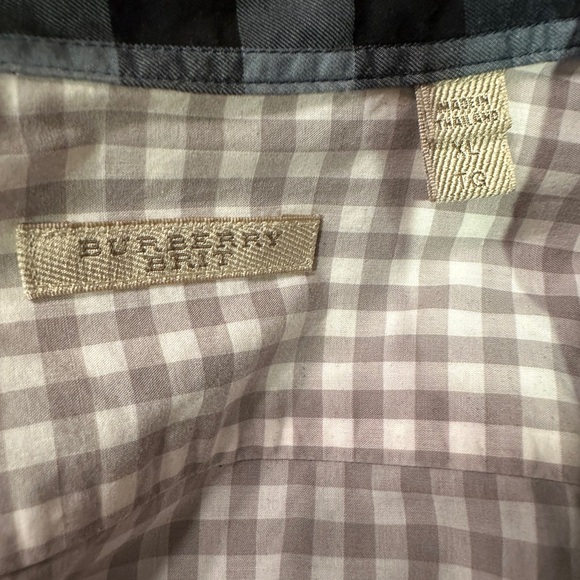 MADE IN
THAILAND
XL
TG
BURBERRY
BRIT